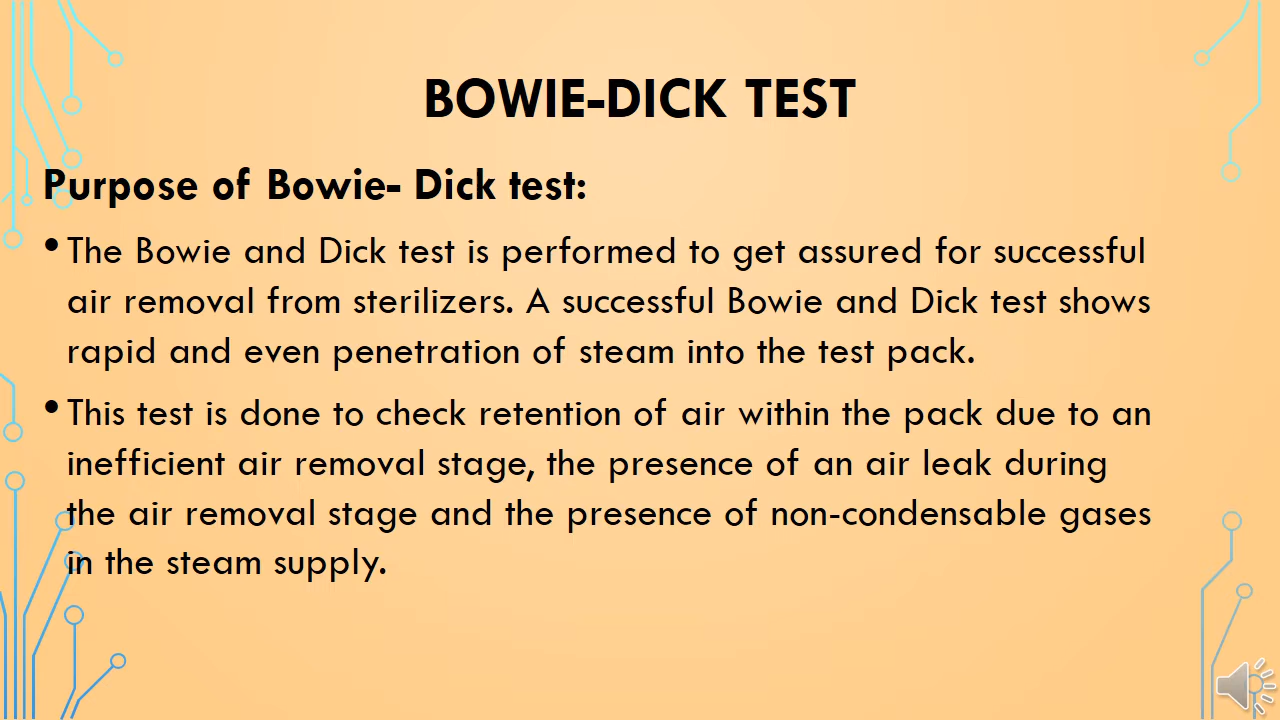 BOWIE-DICK TEST
Purpose of Bowie- Dick test:
• The Bowie and Dick test is performed to get assured for successful
air removal from sterilizers. A successful Bowie and Dick test shows
rapid and even penetration of steam into the test pack.
• This test is done to check retention of air within the pack due to an
inefficient air removal stage, the presence of an air leak during
the air removal stage and the presence of non-condensable gases
in the steam supply.